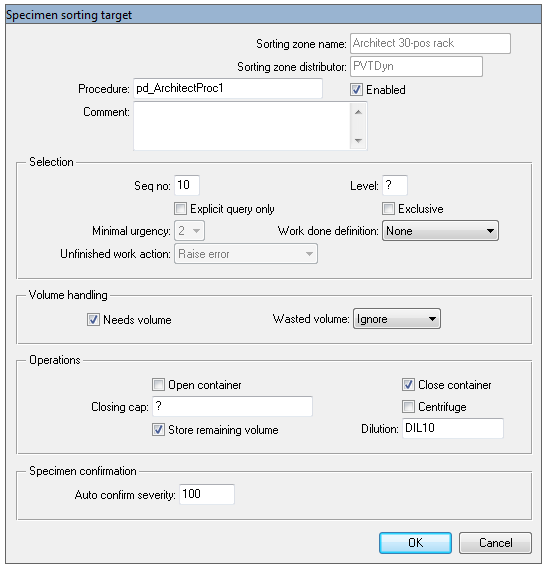 Specimen sorting target
Sorting zone name: Architect 30-pos rack
Sorting zone distributor: PVTDyn
Procedure: pd_ArchitectProc1 Enabled
Comment:
Selection
Seq no: 10 Level: ?
Explicit query only Exclusive
Minimal urgency: 2 Work done definition: None
Unfinished work action: Raise error
Volume handling
Needs volume Wasted volume: Ignore
Operations
Open container Close container
Closing cap: ? Centrifuge
Store remaining volume Dilution: DIL10
Specimen confirmation
Auto confirm severity: 100
OK Cancel